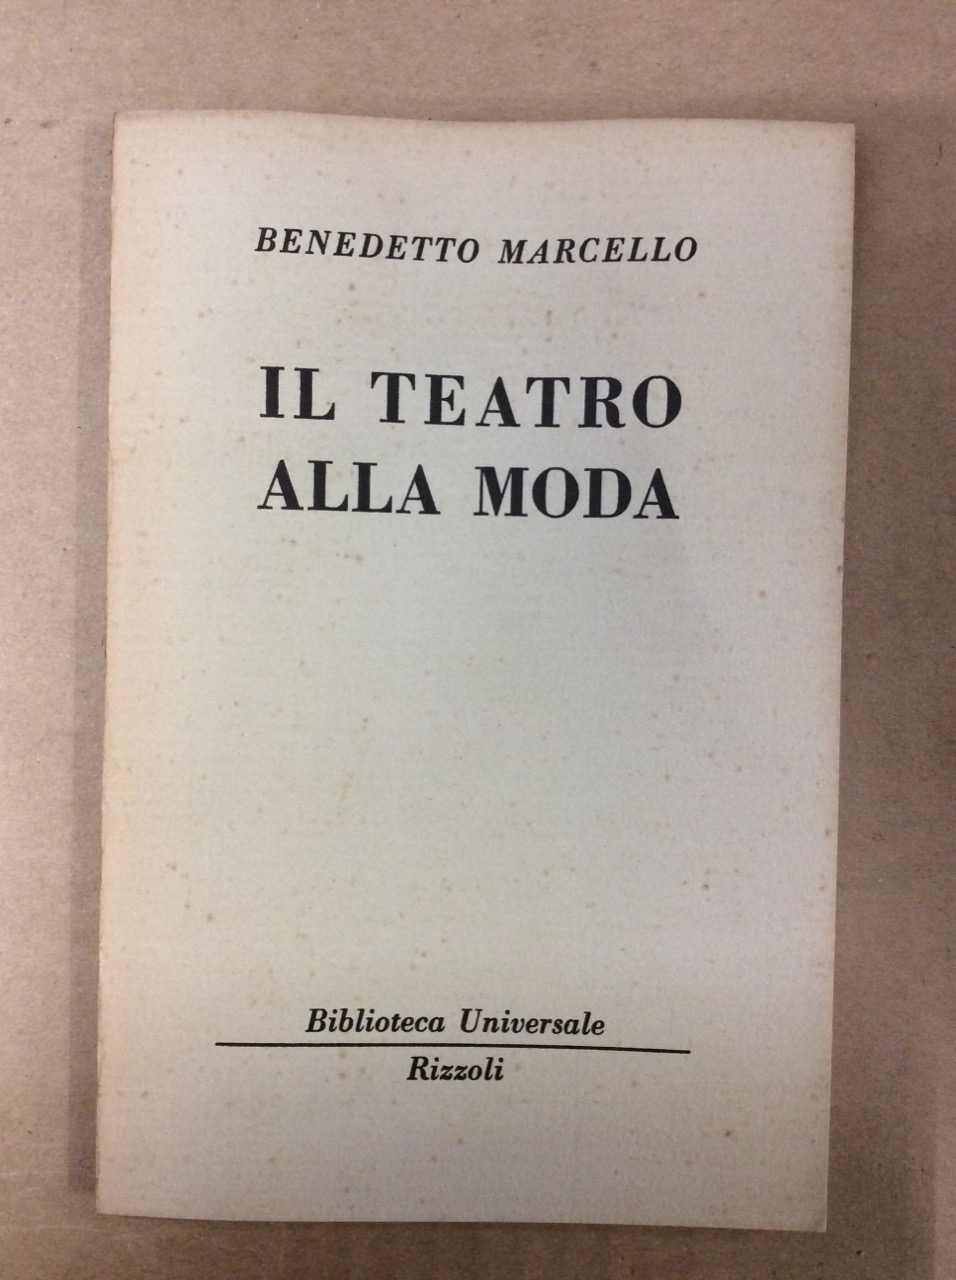 BENEDETTO MARCELLO
IL TEATRO
ALLA MODA
Biblioteca Universale
Rizzoli